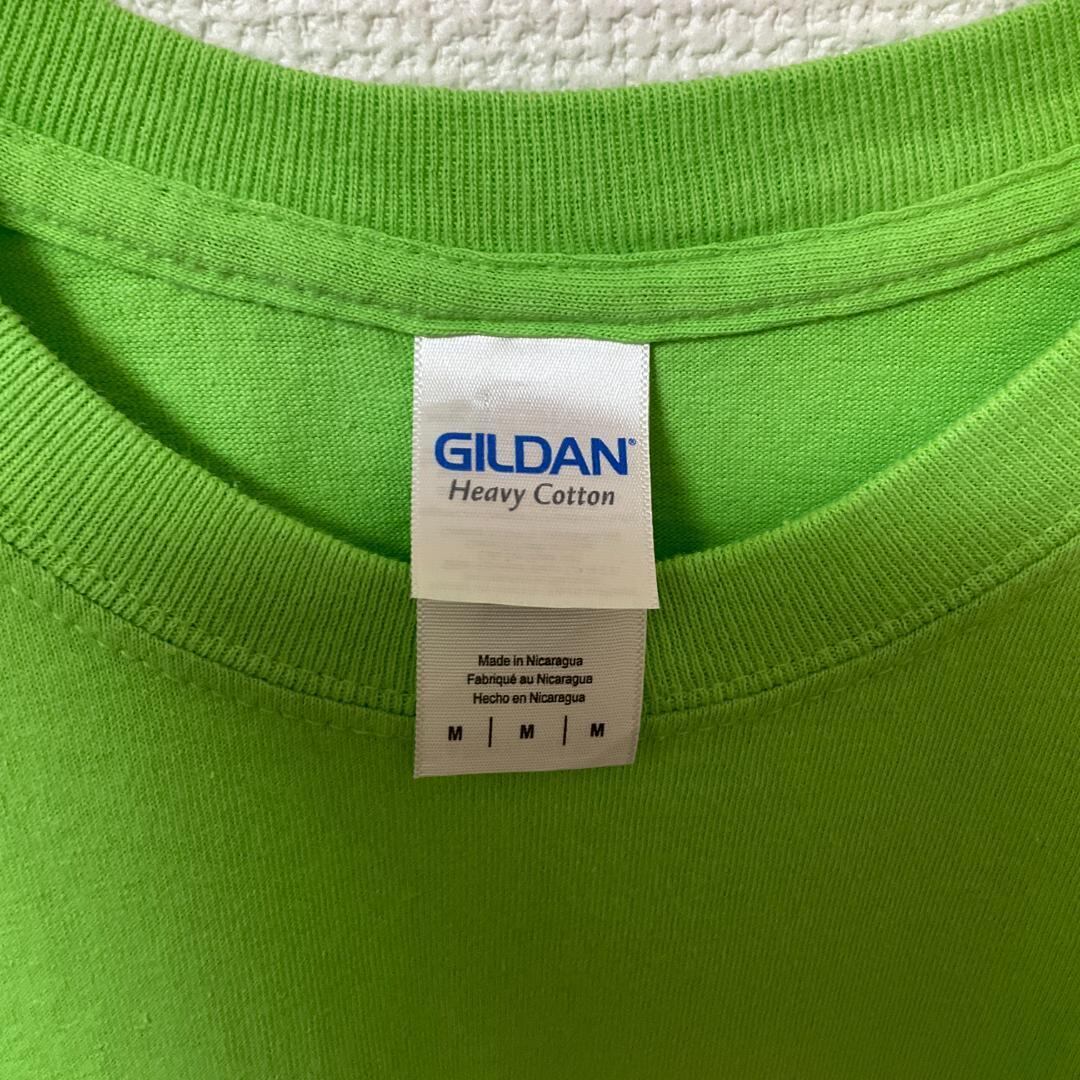 GILDAN®
Heavy Cotton
Made in Nicaragua
Fabriqué au Nicaragua
Hecho en Nicaragua
M | M | M